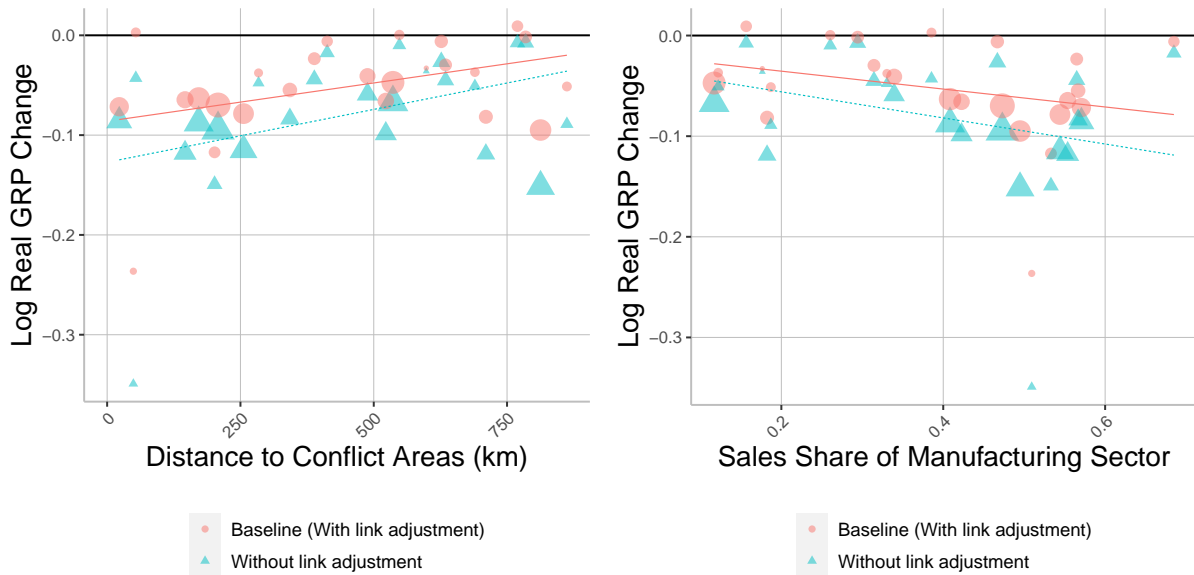 0.0
−0.1
−0.2
−0.3
Log Real GRP Change
0
250
500
750
Distance to Conflict Areas (km)
Baseline (With link adjustment)
Without link adjustment
0.0
−0.1
−0.2
−0.3
Log Real GRP Change
0.2
0.4
0.6
Sales Share of Manufacturing Sector
Baseline (With link adjustment)
Without link adjustment